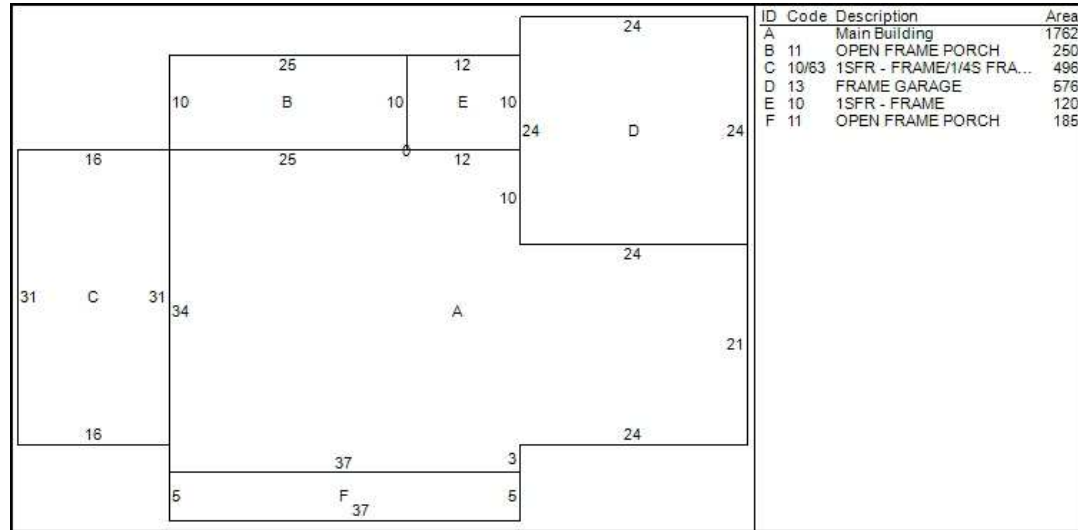 ID Code Description Area
A Main Building 1762
B 11 OPEN FRAME PORCH 250
C 10/63 1SFR - FRAME/1/4S FRA... 496
D 13 FRAME GARAGE 576
E 10 1SFR - FRAME 120
F 11 OPEN FRAME PORCH 185
24
25 12
10 B 10 E 10
24 D 24
0
16 25 12
10
24
31 C 31
34 A
21
16 24
37 3
5 F 5
37